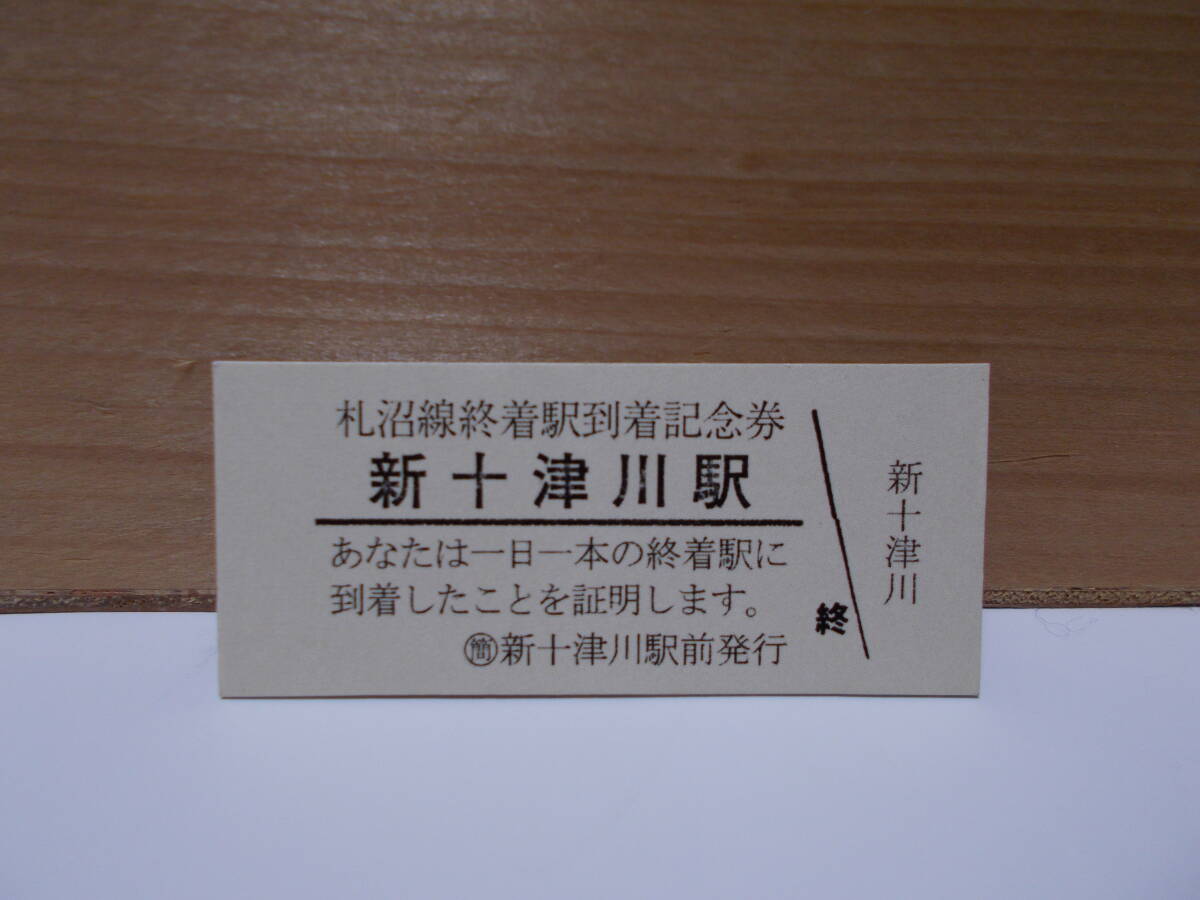 札沼線終着駅到着記念券
新十津川駅
あなたは一日一本の終着駅に
到着したことを証明します。
㋙新十津川駅前発行
終
新十津川